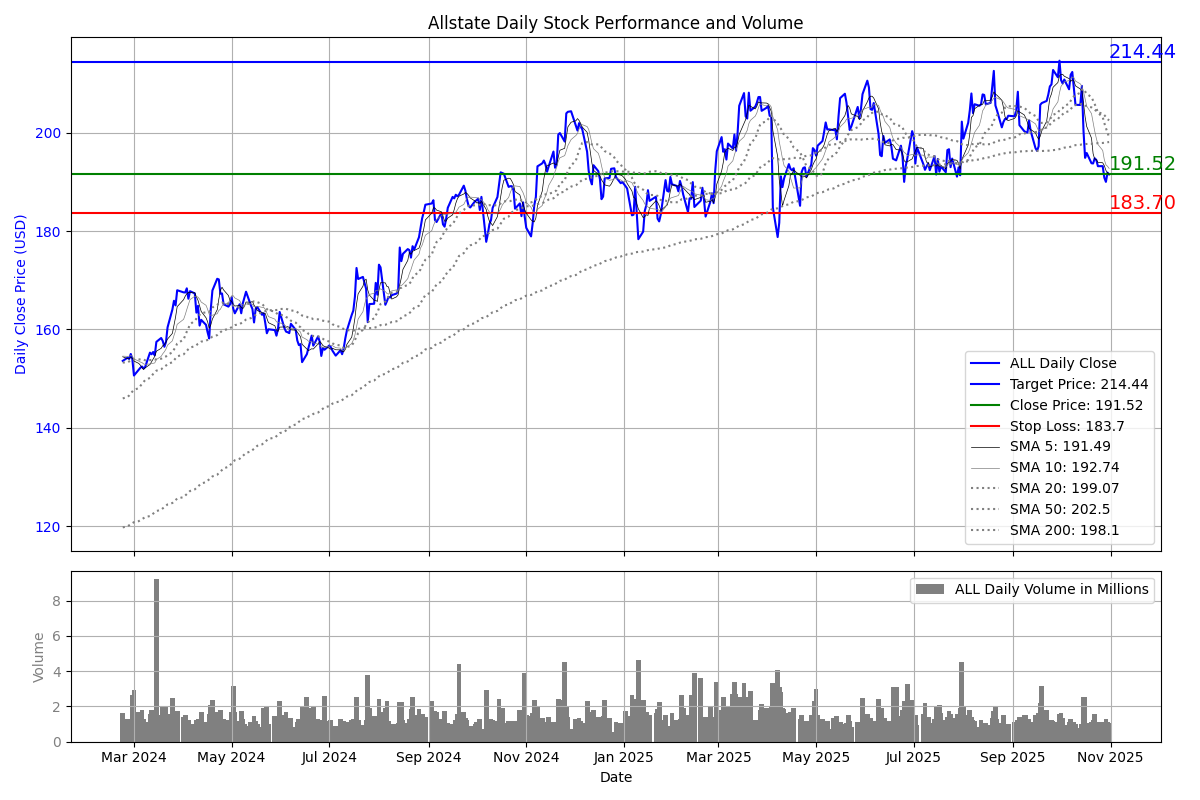 Allstate Daily Stock Performance and Volume
214.44
200
191.52
183.70
180
160
140
120
Daily Close Price (USD)
ALL Daily Close
Target Price: 214.44
Close Price: 191.52
Stop Loss: 183.7
SMA 5: 191.49
SMA 10: 192.74
SMA 20: 199.07
SMA 50: 202.5
SMA 200: 198.1
ALL Daily Volume in Millions
8
6
4
2
0
Volume
Mar 2024 May 2024 Jul 2024 Sep 2024 Nov 2024 Jan 2025 Mar 2025 May 2025 Jul 2025 Sep 2025 Nov 2025
Date